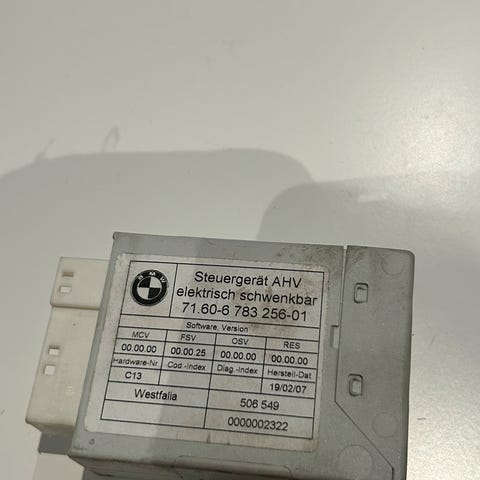 BMW
Steuergerät AHV
elektrisch schwenkbar
71.60-6 783 256-01
Software, Version
MCV FSV OSV RES
00.00.00 00.00.25 00.00.00 00.00.00
Hardware-Nr. Cod.-Index Diag.-Index Herstell-Dat
C13 19/02/07
Westfalia 506 549
0000002322